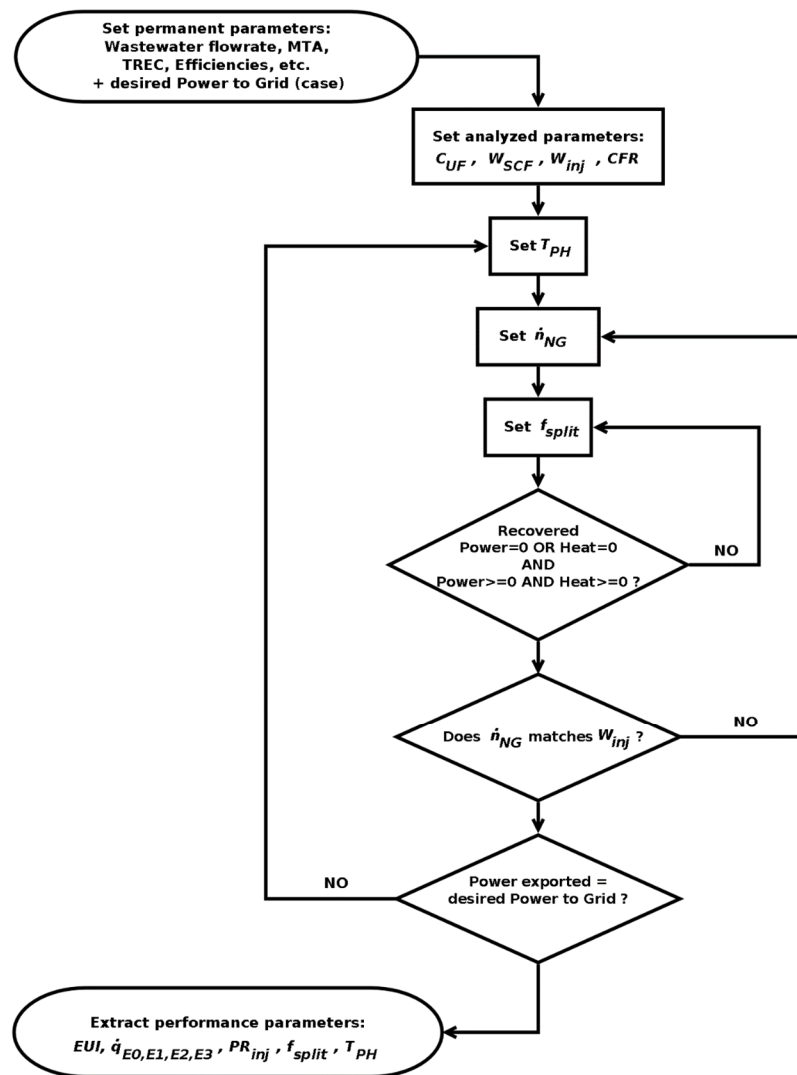 Set permanent parameters:
Wastewater flowrate, MTA,
TREC, Efficiencies, etc.
+ desired Power to Grid (case)
Set analyzed parameters:
C_UF , W_SCF , W_inj , CFR
Set T_PH
Set ṅ_NG
Set f_split
Recovered
Power=0 OR Heat=0
AND
Power>=0 AND Heat>=0 ?
NO
Does ṅ_NG matches W_inj ?
NO
Power exported =
desired Power to Grid ?
NO
Extract performance parameters:
EUI, q̇_E0,E1,E2,E3 , PR_inj , f_split , T_PH